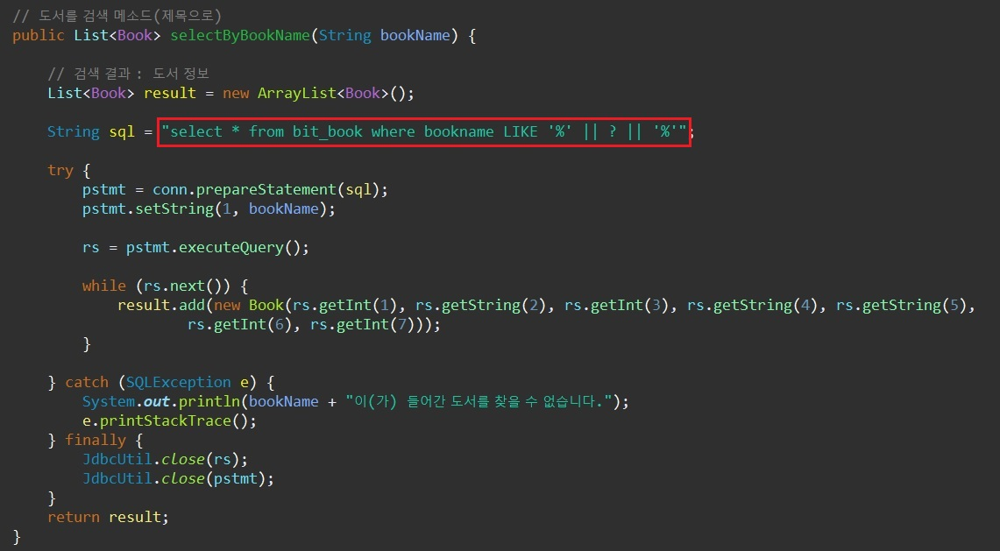 // 도서를 검색 메소드(제목으로)
public List<Book> selectByBookName(String bookName) {
// 검색 결과 : 도서 정보
List<Book> result = new ArrayList<Book>();
String sql = "select * from bit_book where bookname LIKE '%' || ? || '%'";
try {
pstmt = conn.prepareStatement(sql);
pstmt.setString(1, bookName);
rs = pstmt.executeQuery();
while (rs.next()) {
result.add(new Book(rs.getInt(1), rs.getString(2), rs.getInt(3), rs.getString(4), rs.getString(5),
rs.getInt(6), rs.getInt(7)));
}
} catch (SQLException e) {
System.out.println(bookName + "이(가) 들어간 도서를 찾을 수 없습니다.");
e.printStackTrace();
} finally {
JdbcUtil.close(rs);
JdbcUtil.close(pstmt);
}
return result;
}